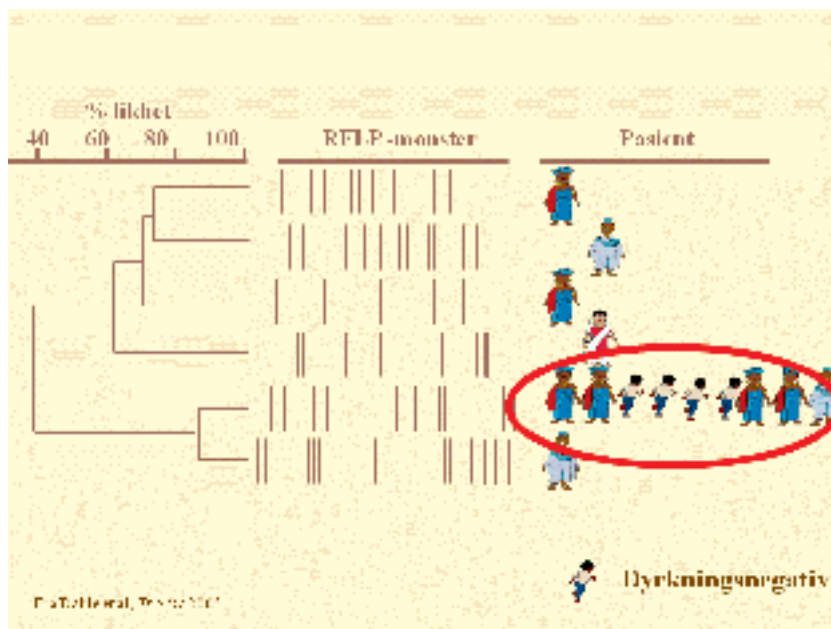 % likhet
40 60 80 100
RFLP-mønster
Pasient
Dyrkningsnegativ